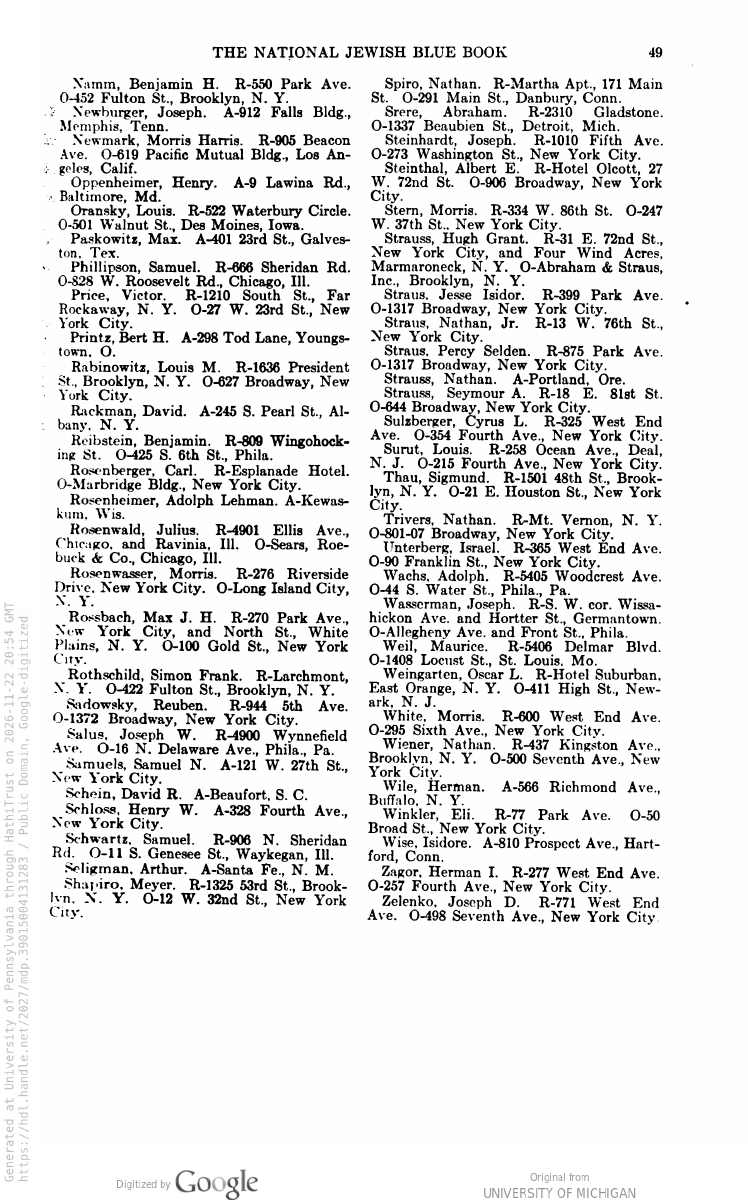 THE NATIONAL JEWISH BLUE BOOK 49
Namm, Benjamin H. R-550 Park Ave.
O-452 Fulton St., Brooklyn, N. Y.
Newburger, Joseph. A-912 Falls Bldg.,
Memphis, Tenn.
Newmark, Morris Harris. R-905 Beacon
Ave. O-619 Pacific Mutual Bldg., Los An-
geles, Calif.
Oppenheimer, Henry. A-9 Lawina Rd.,
Baltimore, Md.
Oransky, Louis. R-522 Waterbury Circle.
O-501 Walnut St., Des Moines, Iowa.
Paskowitz, Max. A-401 23rd St., Galves-
ton, Tex.
Phillipson, Samuel. R-666 Sheridan Rd.
O-828 W. Roosevelt Rd., Chicago, Ill.
Price, Victor. R-1210 South St., Far
Rockaway, N. Y. O-27 W. 23rd St., New
York City.
Printz, Bert H. A-298 Tod Lane, Youngs-
town, O.
Rabinowitz, Louis M. R-1636 President
St., Brooklyn, N. Y. O-627 Broadway, New
York City.
Rackman, David. A-245 S. Pearl St., Al-
bany, N. Y.
Reibstein, Benjamin. R-809 Wingohock-
ing St. O-425 S. 6th St., Phila.
Rosenberger, Carl. R-Esplanade Hotel.
O-Marbridge Bldg., New York City.
Rosenheimer, Adolph Lehman. A-Kewas-
kum, Wis.
Rosenwald, Julius. R-4901 Ellis Ave.,
Chicago, and Ravinia, Ill. O-Sears, Roe-
buck & Co., Chicago, Ill.
Rosenwasser, Morris. R-276 Riverside
Drive, New York City. O-Long Island City,
N. Y.
Rossbach, Max J. H. R-270 Park Ave.,
New York City, and North St., White
Plains, N. Y. O-100 Gold St., New York
City.
Rothschild, Simon Frank. R-Larchmont,
N. Y. O-422 Fulton St., Brooklyn, N. Y.
Sadowsky, Reuben. R-944 5th Ave.
O-1372 Broadway, New York City.
Salus, Joseph W. R-4900 Wynnefield
Ave. O-16 N. Delaware Ave., Phila., Pa.
Samuels, Samuel N. A-121 W. 27th St.,
New York City.
Schein, David R. A-Beaufort, S. C.
Schloss, Henry W. A-328 Fourth Ave.,
New York City.
Schwartz, Samuel. R-906 N. Sheridan
Rd. O-11 S. Genesee St., Waykegan, Ill.
Seligman, Arthur. A-Santa Fe., N. M.
Shapiro, Meyer. R-1325 53rd St., Brook-
lyn, N. Y. O-12 W. 32nd St., New York
City.
Spiro, Nathan. R-Martha Apt., 171 Main
St. O-291 Main St., Danbury, Conn.
Srere, Abraham. R-2310 Gladstone.
O-1337 Beaubien St., Detroit, Mich.
Steinhardt, Joseph. R-1010 Fifth Ave.
O-273 Washington St., New York City.
Steinthal, Albert E. R-Hotel Olcott, 27
W. 72nd St. O-906 Broadway, New York
City.
Stern, Morris. R-334 W. 86th St. O-247
W. 37th St., New York City.
Strauss, Hugh Grant. R-31 E. 72nd St.,
New York City, and Four Wind Acres,
Marmaroneck, N. Y. O-Abraham & Straus,
Inc., Brooklyn, N. Y.
Straus, Jesse Isidor. R-399 Park Ave.
O-1317 Broadway, New York City.
Straus, Nathan, Jr. R-13 W. 76th St.,
New York City.
Straus, Percy Selden. R-875 Park Ave.
O-1317 Broadway, New York City.
Strauss, Nathan. A-Portland, Ore.
Strauss, Seymour A. R-18 E. 81st St.
O-644 Broadway, New York City.
Sulzberger, Cyrus L. R-325 West End
Ave. O-354 Fourth Ave., New York City.
Surut, Louis. R-258 Ocean Ave., Deal,
N. J. O-215 Fourth Ave., New York City.
Thau, Sigmund. R-1501 48th St., Brook-
lyn, N. Y. O-21 E. Houston St., New York
City.
Trivers, Nathan. R-Mt. Vernon, N. Y.
O-801-07 Broadway, New York City.
Unterberg, Israel. R-365 West End Ave.
O-90 Franklin St., New York City.
Wachs, Adolph. R-5405 Woodcrest Ave.
O-44 S. Water St., Phila., Pa.
Wasserman, Joseph. R-S. W. cor. Wissa-
hickon Ave. and Hortter St., Germantown.
O-Allegheny Ave. and Front St., Phila.
Weil, Maurice. R-5406 Delmar Blvd.
O-1408 Locust St., St. Louis, Mo.
Weingarten, Oscar L. R-Hotel Suburban,
East Orange, N. Y. O-411 High St., New-
ark, N. J.
White, Morris. R-600 West End Ave.
O-295 Sixth Ave., New York City.
Wiener, Nathan. R-437 Kingston Ave.,
Brooklyn, N. Y. O-500 Seventh Ave., New
York City.
Wile, Herman. A-566 Richmond Ave.,
Buffalo, N. Y.
Winkler, Eli. R-77 Park Ave. O-50
Broad St., New York City.
Wise, Isidore. A-810 Prospect Ave., Hart-
ford, Conn.
Zagor, Herman I. R-277 West End Ave.
O-257 Fourth Ave., New York City.
Zelenko, Joseph D. R-771 West End
Ave. O-498 Seventh Ave., New York City
Generated at University of Pennsylvania through HathiTrust on 2026-11-22 20:54 GMT
https://hdl.handle.net/2027/mdp.39015004131283 / Public Domain, Google-digitized
Digitized by Google
Original from
UNIVERSITY OF MICHIGAN